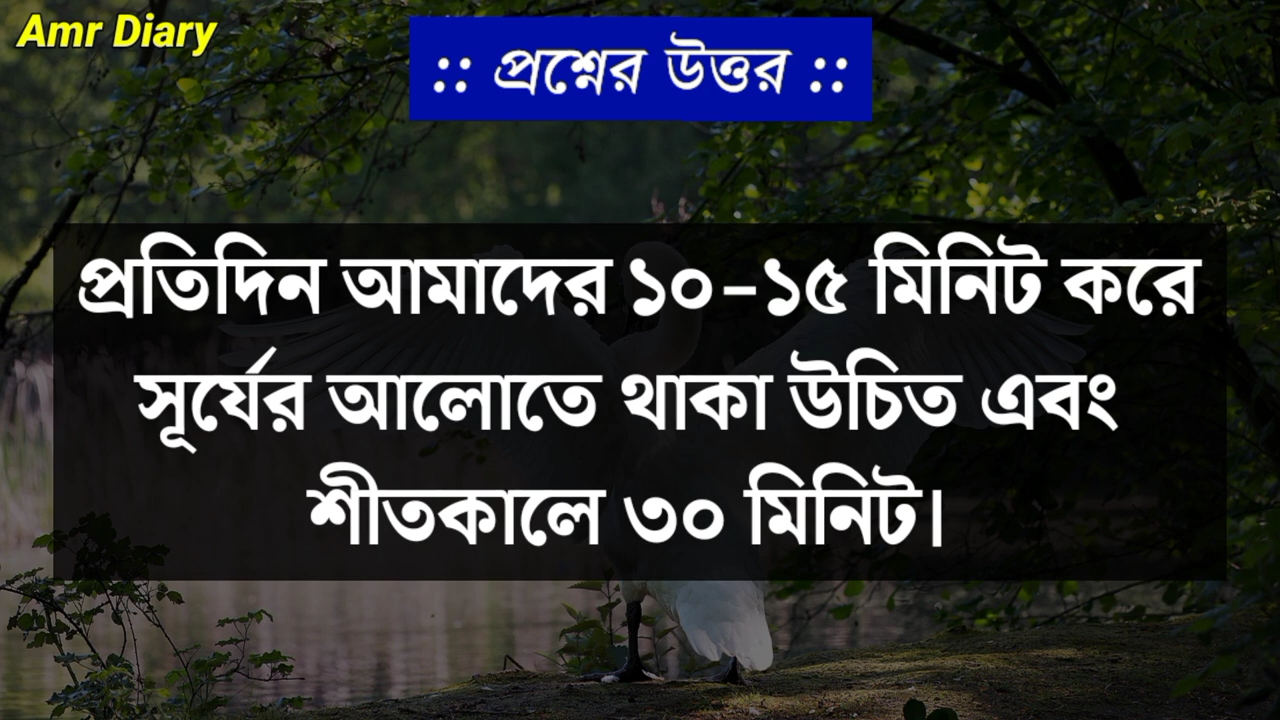 Amr Diary
:: প্রশ্নের উত্তর ::
প্রতিদিন আমাদের ১০-১৫ মিনিট করে
সূর্যের আলোতে থাকা উচিত এবং
শীতকালে ৩০ মিনিট।